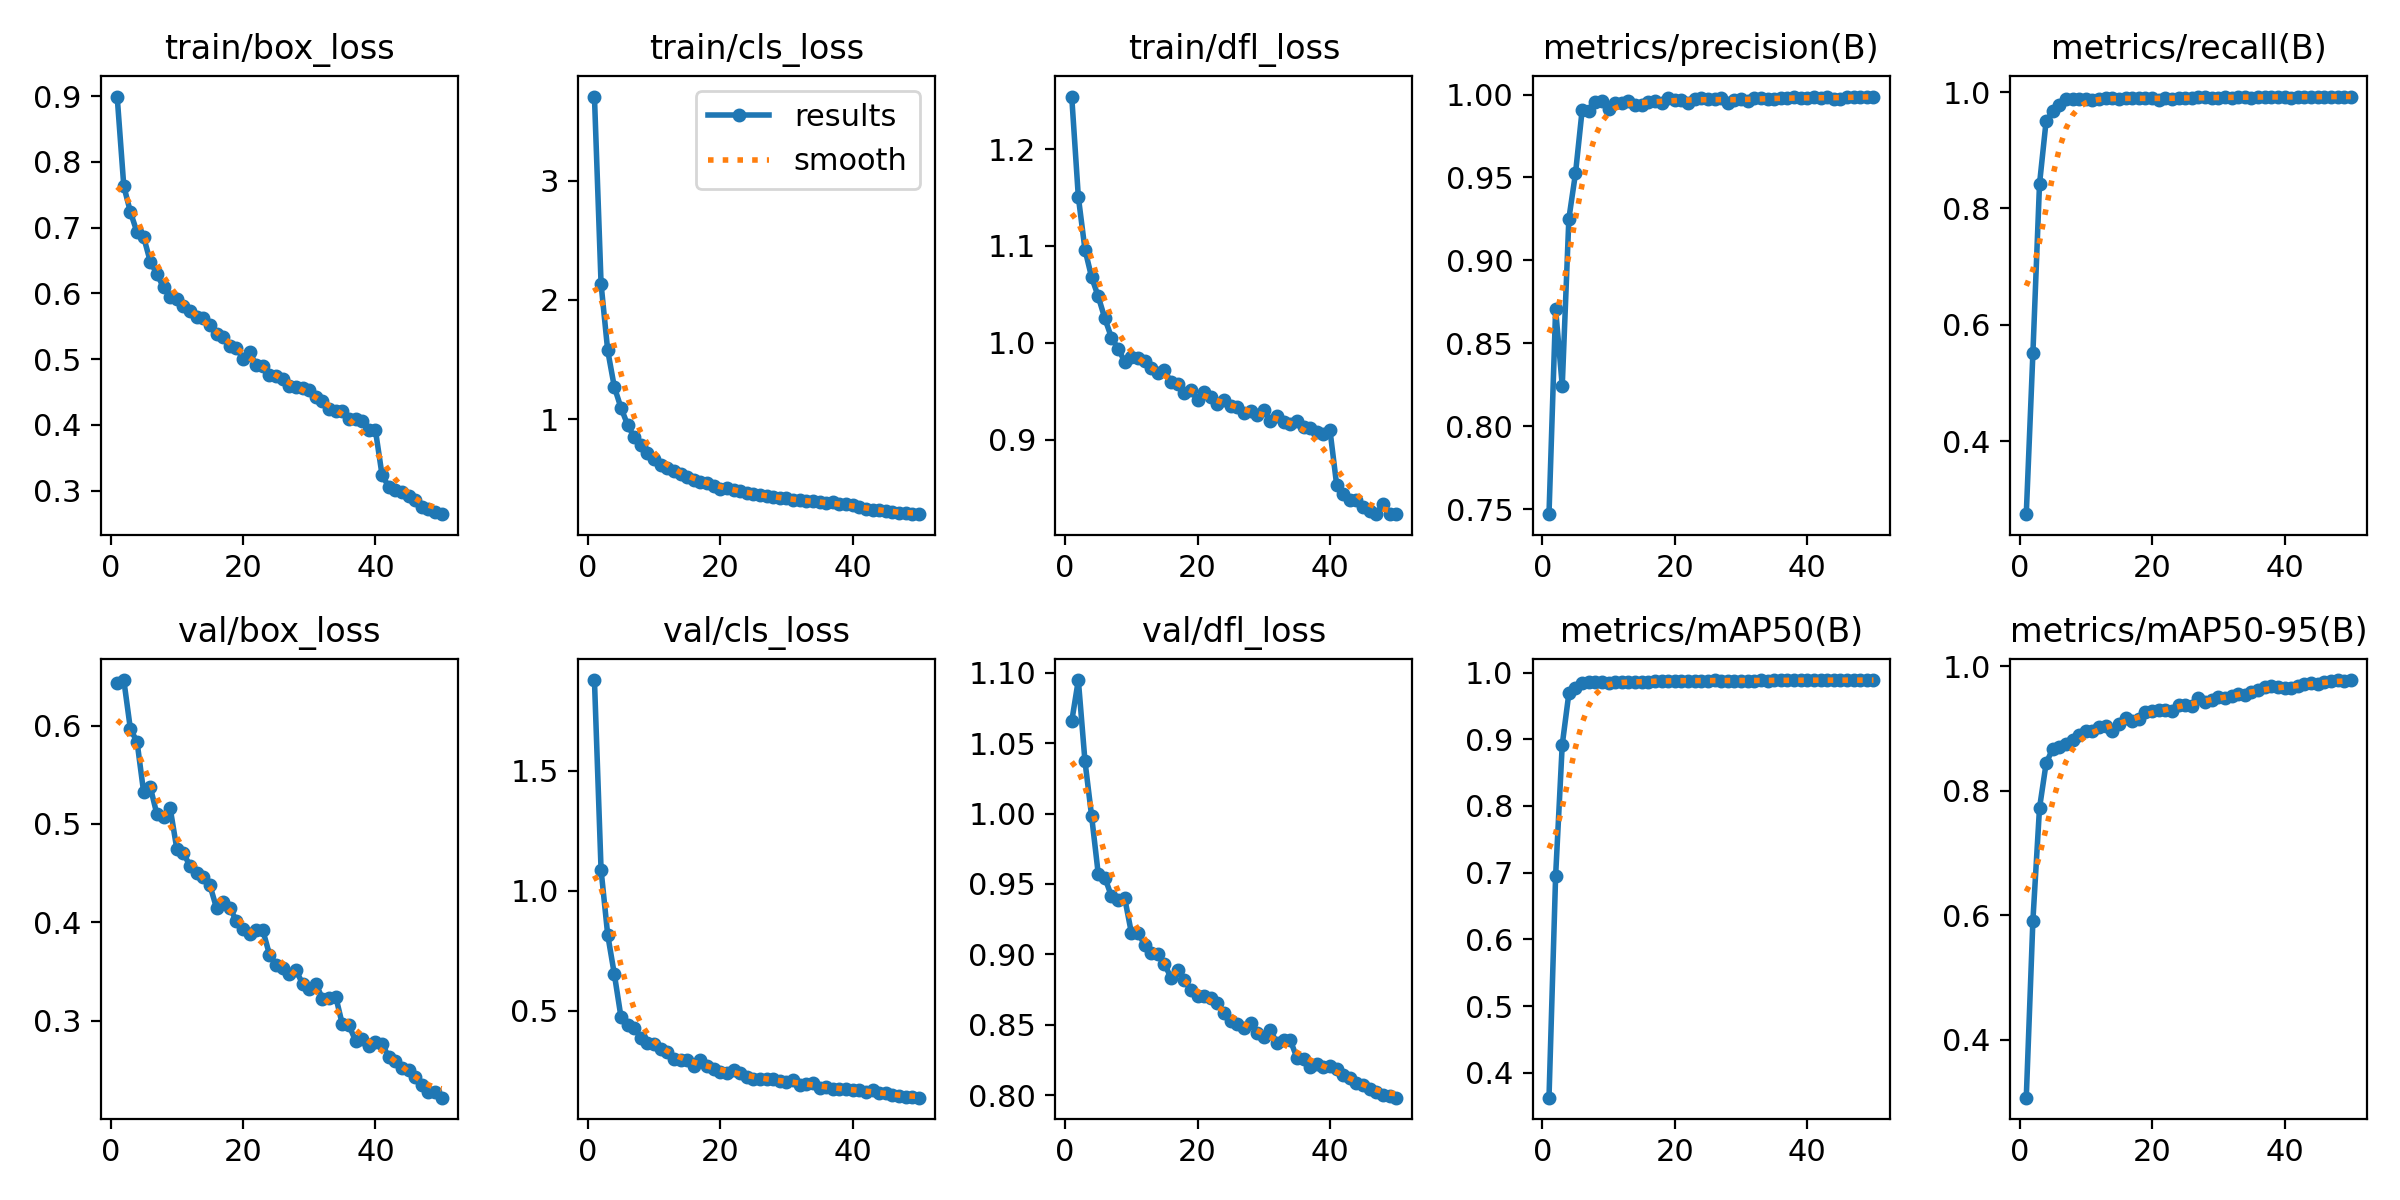 train/box_loss
0.9
0.8
0.7
0.6
0.5
0.4
0.3
0 20 40
train/cls_loss
results
smooth
3
2
1
0 20 40
train/dfl_loss
1.2
1.1
1.0
0.9
0 20 40
metrics/precision(B)
1.00
0.95
0.90
0.85
0.80
0.75
0 20 40
metrics/recall(B)
1.0
0.8
0.6
0.4
0 20 40
val/box_loss
0.6
0.5
0.4
0.3
0 20 40
val/cls_loss
1.5
1.0
0.5
0 20 40
val/dfl_loss
1.10
1.05
1.00
0.95
0.90
0.85
0.80
0 20 40
metrics/mAP50(B)
1.0
0.9
0.8
0.7
0.6
0.5
0.4
0 20 40
metrics/mAP50-95(B)
1.0
0.8
0.6
0.4
0 20 40